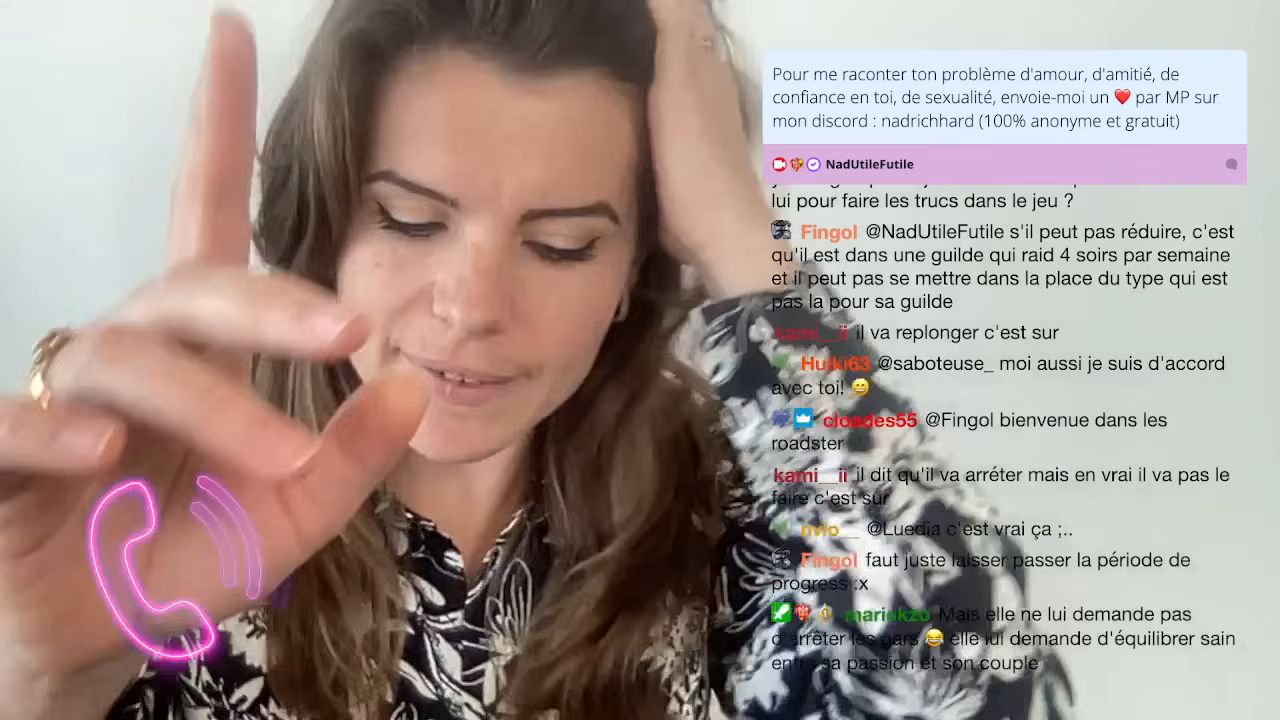 Pour me raconter ton problème d'amour, d'amitié, de
confiance en toi, de sexualité, envoie-moi un ❤️ par MP sur
mon discord : nadrichhard (100% anonyme et gratuit)
NadUtileFutile
lui pour faire les trucs dans le jeu ?
Fingol @NadUtileFutile s'il peut pas réduire, c'est
qu'il est dans une guilde qui raid 4 soirs par semaine
et il peut pas se mettre dans la place du type qui est
pas la pour sa guilde
kami__ii il va replonger c'est sur
Hulki63 @saboteuse_ moi aussi je suis d'accord
avec toi! 😁
cloades55 @Fingol bienvenue dans les
roadster
kami__ii il dit qu'il va arréter mais en vrai il va pas le
faire c'est sur
@Luedia c'est vrai ça ;..
Fingol faut juste laisser passer la période de
progress :x
mariekzo Mais elle ne lui demande pas
d'arrêter les gars 😂 elle lui demande d'équilibrer sain
entre sa passion et son couple